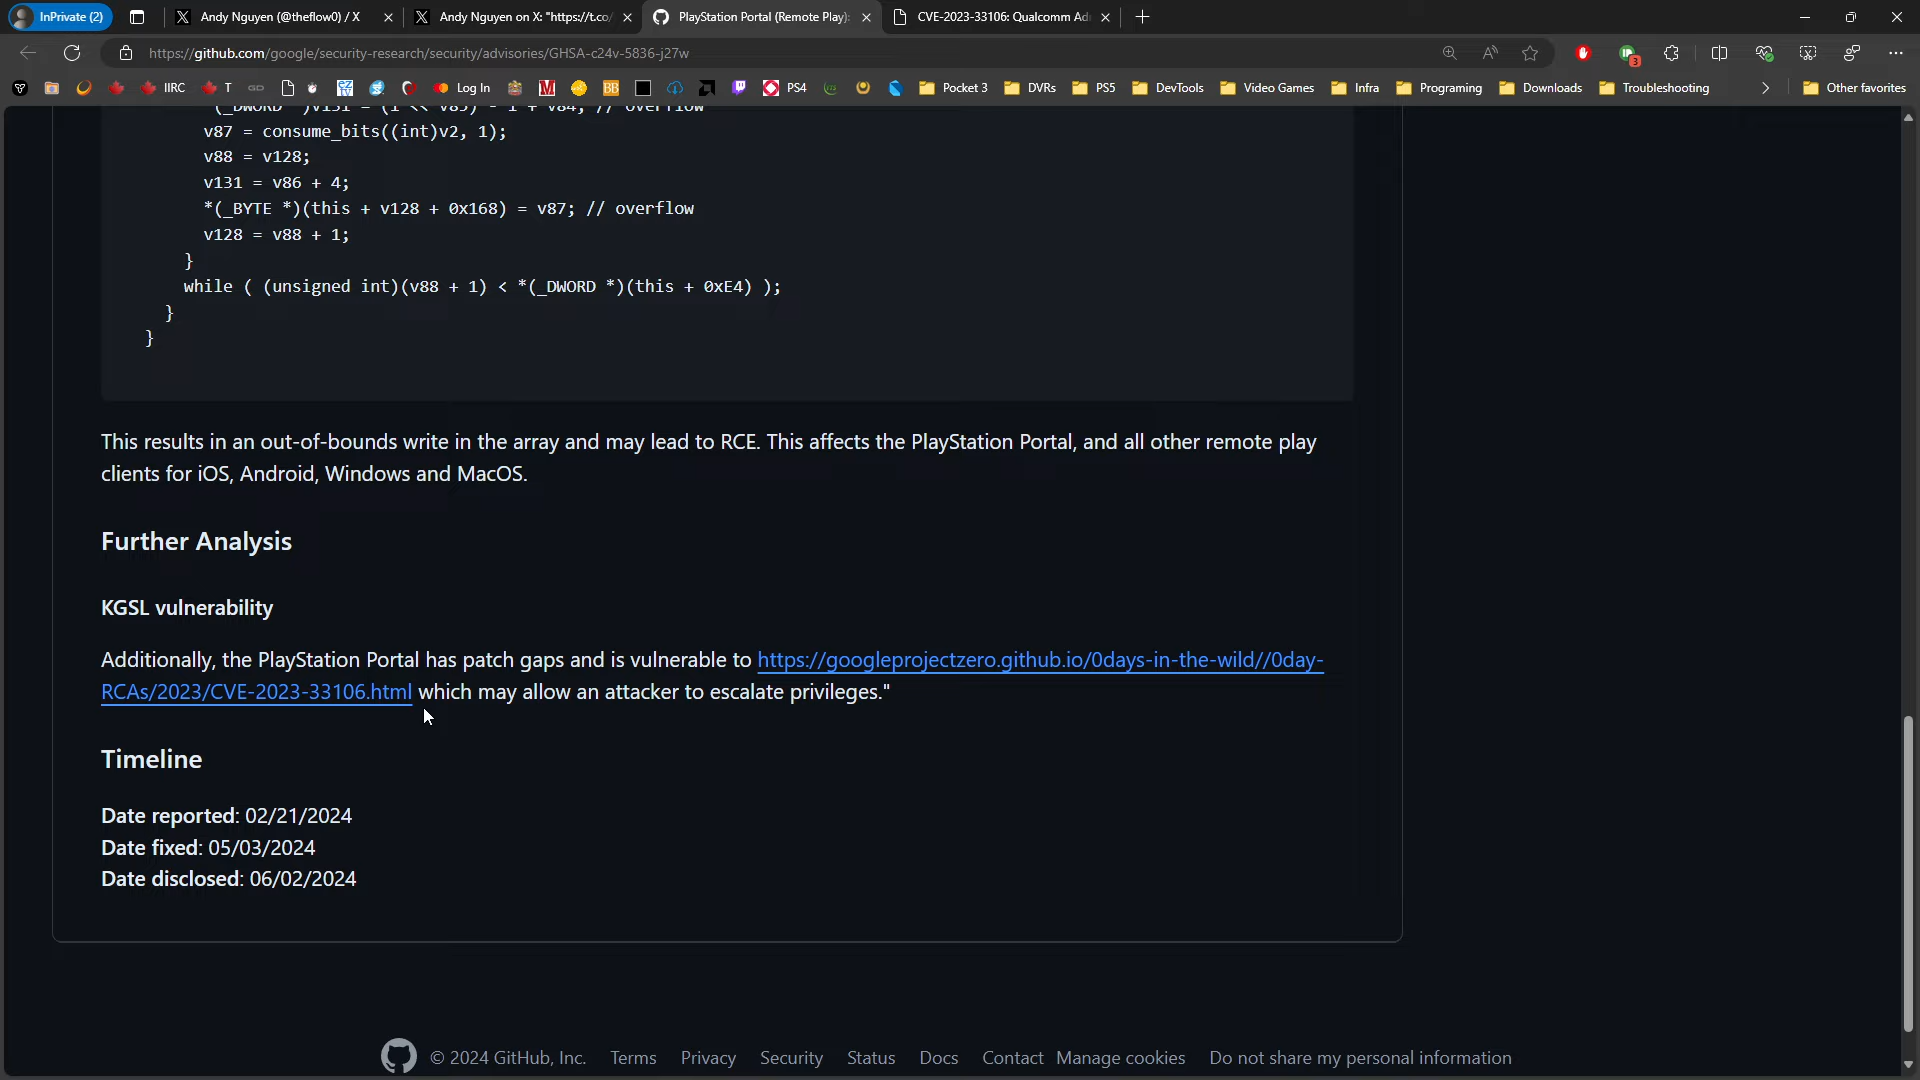 InPrivate (2)
Andy Nguyen (@theflow0) / X
Andy Nguyen on X: "https://t.co/
PlayStation Portal (Remote Play):
CVE-2023-33106: Qualcomm Ad
https://github.com/google/security-research/security/advisories/GHSA-c24v-5836-j27w
3
IIRC
T
Log In
PS4
Pocket 3
DVRs
PS5
DevTools
Video Games
Infra
Programing
Downloads
Troubleshooting
Other favorites
*(_DWORD *)v131 = (1 << v85) - 1 + v84; // overflow
v87 = consume_bits((int)v2, 1);
v88 = v128;
v131 = v86 + 4;
*(_BYTE *)(this + v128 + 0x168) = v87; // overflow
v128 = v88 + 1;
}
while ( (unsigned int)(v88 + 1) < *(_DWORD *)(this + 0xE4) );
}
}
This results in an out-of-bounds write in the array and may lead to RCE. This affects the PlayStation Portal, and all other remote play
clients for iOS, Android, Windows and MacOS.
Further Analysis
KGSL vulnerability
Additionally, the PlayStation Portal has patch gaps and is vulnerable to https://googleprojectzero.github.io/0days-in-the-wild//0day-
RCAs/2023/CVE-2023-33106.html which may allow an attacker to escalate privileges."
Timeline
Date reported: 02/21/2024
Date fixed: 05/03/2024
Date disclosed: 06/02/2024
© 2024 GitHub, Inc. Terms Privacy Security Status Docs Contact Manage cookies Do not share my personal information